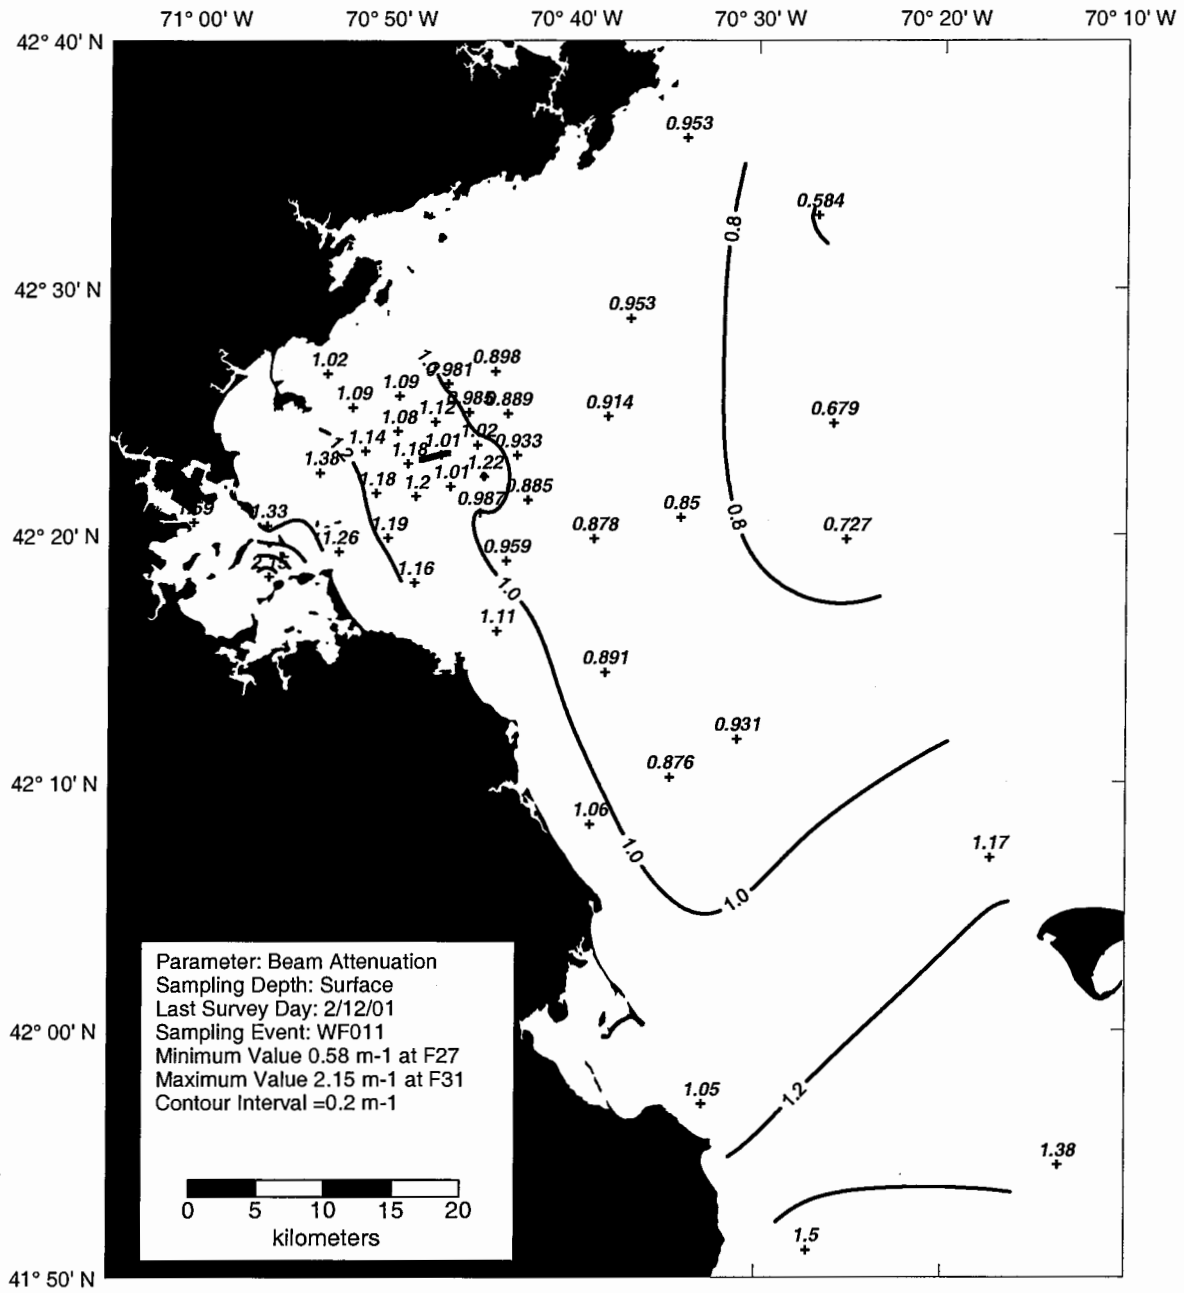 71° 00' W 70° 50' W 70° 40' W 70° 30' W 70° 20' W 70° 10' W
42° 40' N
0.953
0.584
0.8
42° 30' N
0.953
1.02 1.0 0.981 0.898
1.09 1.09 0.985 0.889
0.914 0.679
1.08 1.12
1.14 1.18 1.01 1.02 0.933
1.38 1.2
1.18 1.2 1.01 1.22 0.885
0.987
1.33 0.85
0.8
42° 20' N
1.26 1.19 0.878 0.727
0.959
2.15 1.16
1.0
1.11
0.891
0.931
0.876
42° 10' N
1.06
1.0 1.17
1.0
Parameter: Beam Attenuation
Sampling Depth: Surface
Last Survey Day: 2/12/01
Sampling Event: WF011
Minimum Value 0.58 m-1 at F27
Maximum Value 2.15 m-1 at F31
Contour Interval =0.2 m-1
42° 00' N
1.05 1.2
1.38
0 5 10 15 20
kilometers
1.5
41° 50' N